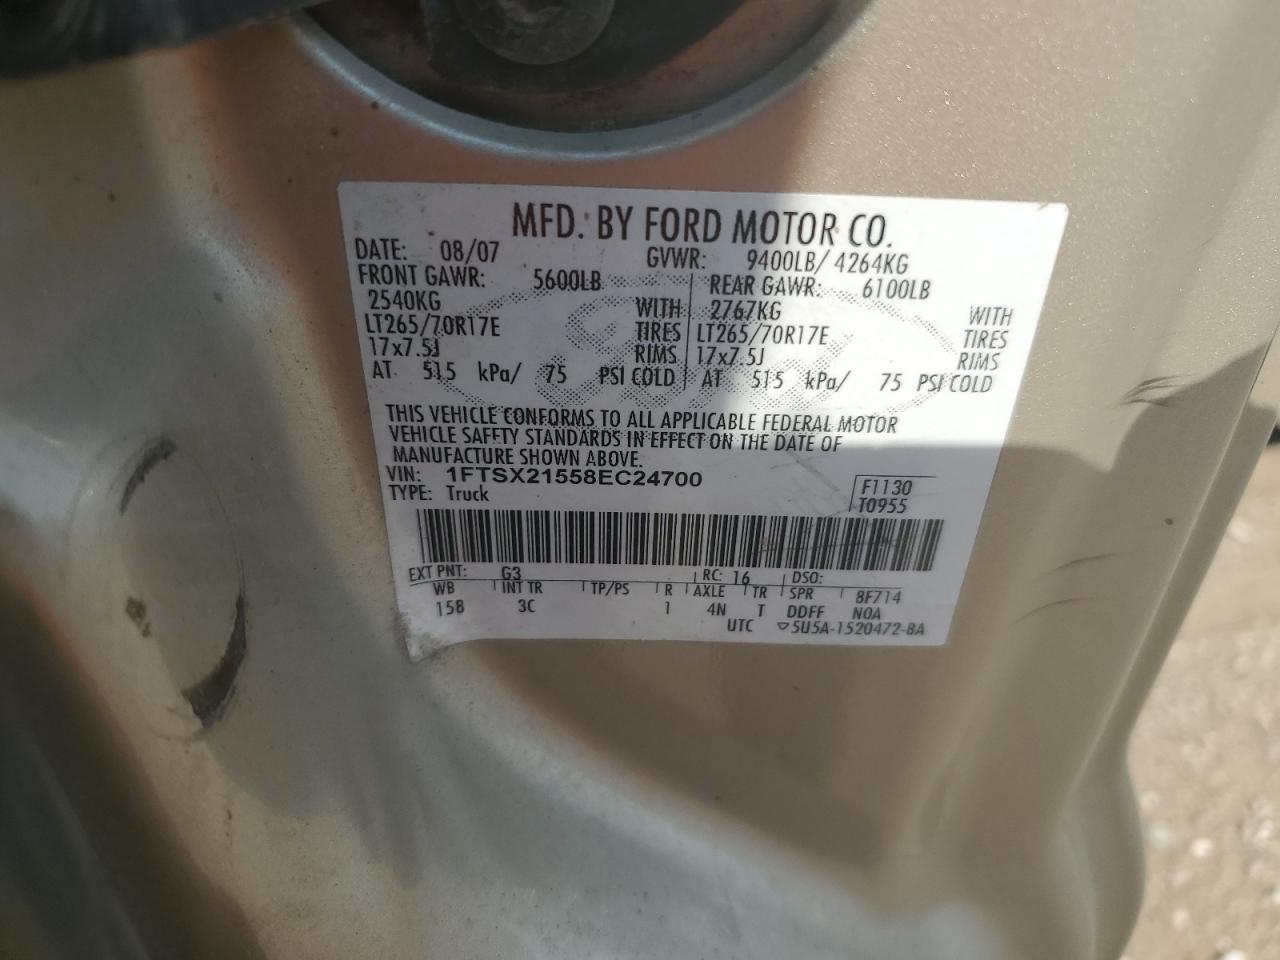 MFD. BY FORD MOTOR CO.
DATE: 08/07 GVWR: 9400LB/ 4264KG
FRONT GAWR: 5600LB REAR GAWR: 6100LB
2540KG WITH 2767KG WITH
LT265/70R17E TIRES LT265/70R17E TIRES
17x7.5J RIMS 17x7.5J RIMS
AT 515 kPa/ 75 PSI COLD AT 515 kPa/ 75 PSI COLD
THIS VEHICLE CONFORMS TO ALL APPLICABLE FEDERAL MOTOR
VEHICLE SAFETY STANDARDS IN EFFECT ON THE DATE OF
MANUFACTURE SHOWN ABOVE.
VIN: 1FTSX21558EC24700
TYPE: Truck
F1130
T0955
EXT PNT: G3 RC: 16 DSO:
WB INT TR TP/PS R AXLE TR SPR 8F714
158 3C 1 4N T DDFF N0A
UTC ▽5U5A-1520472-BA